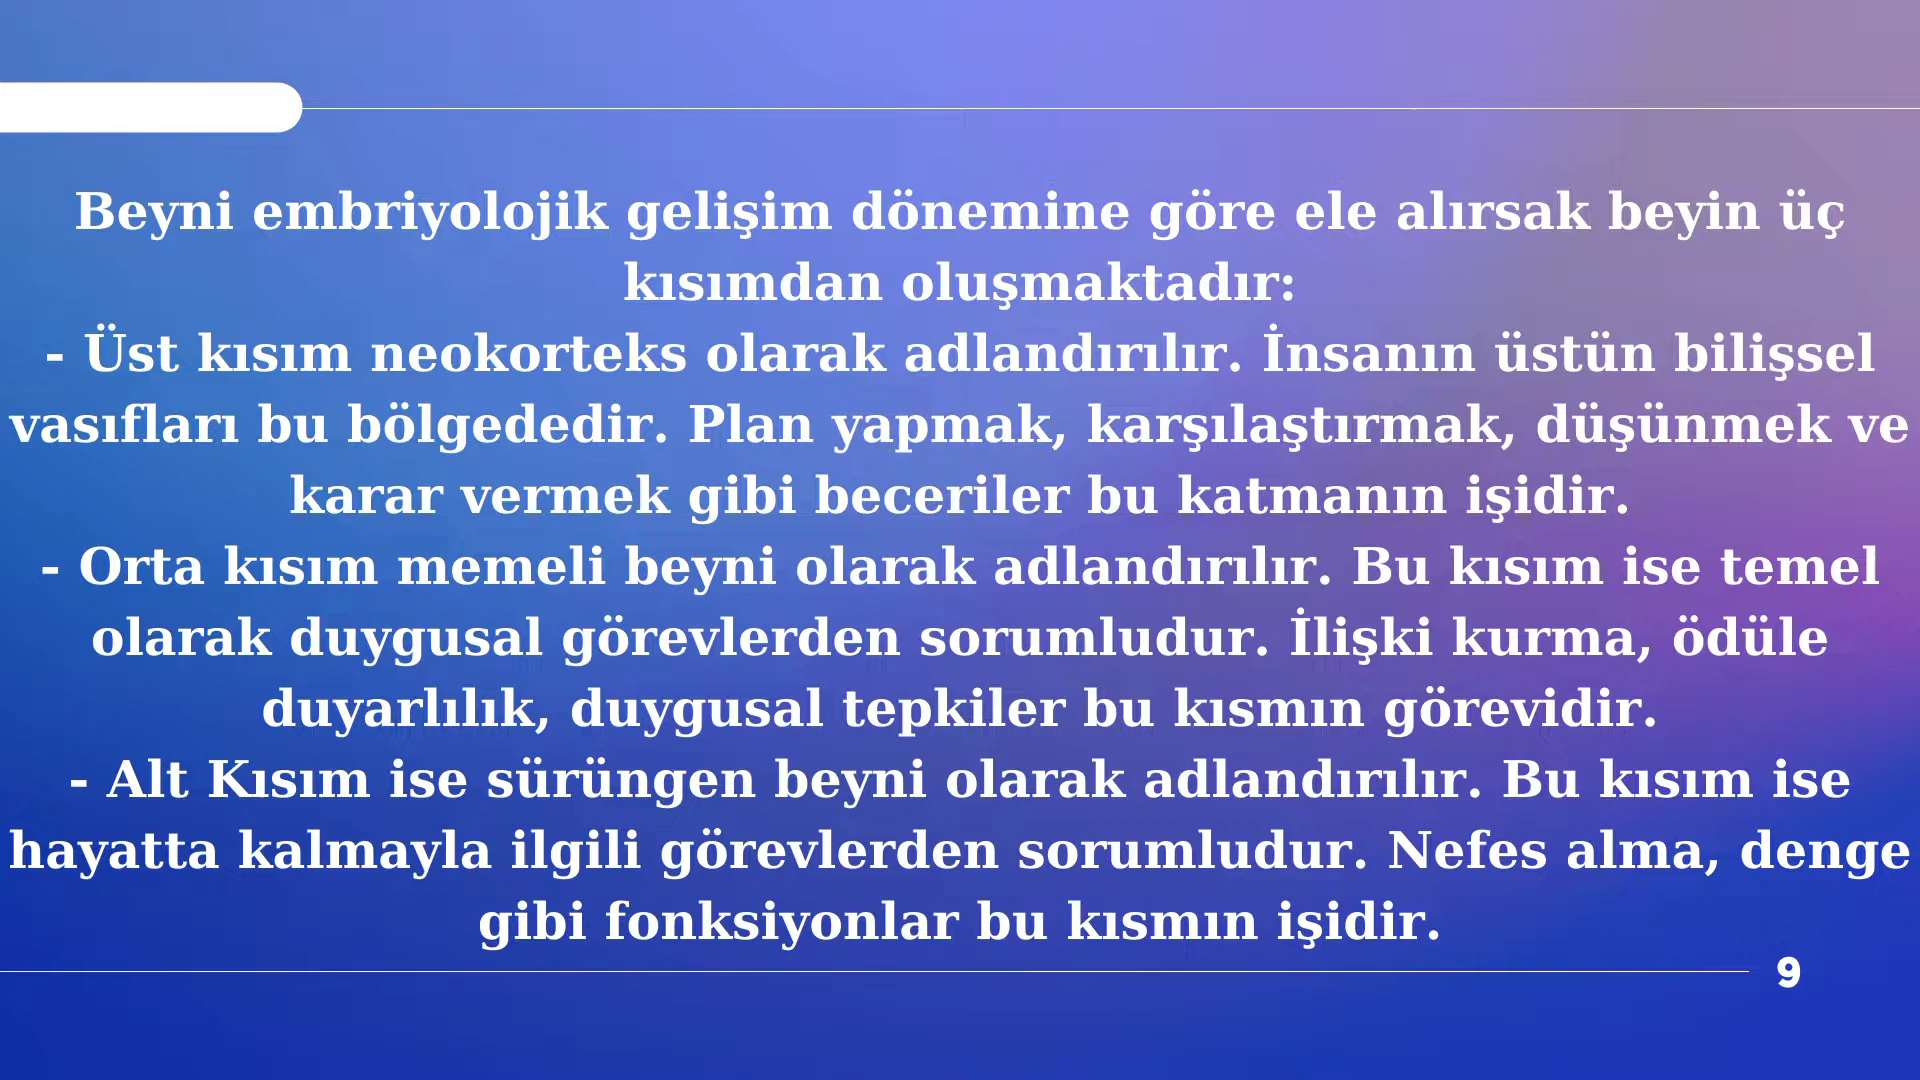 Beyni embriyolojik gelişim dönemine göre ele alırsak beyin üç
kısımdan oluşmaktadır:
- Üst kısım neokorteks olarak adlandırılır. İnsanın üstün bilişsel
vasıfları bu bölgededir. Plan yapmak, karşılaştırmak, düşünmek ve
karar vermek gibi beceriler bu katmanın işidir.
- Orta kısım memeli beyni olarak adlandırılır. Bu kısım ise temel
olarak duygusal görevlerden sorumludur. İlişki kurma, ödüle
duyarlılık, duygusal tepkiler bu kısmın görevidir.
- Alt Kısım ise sürüngen beyni olarak adlandırılır. Bu kısım ise
hayatta kalmayla ilgili görevlerden sorumludur. Nefes alma, denge
gibi fonksiyonlar bu kısmın işidir.
9